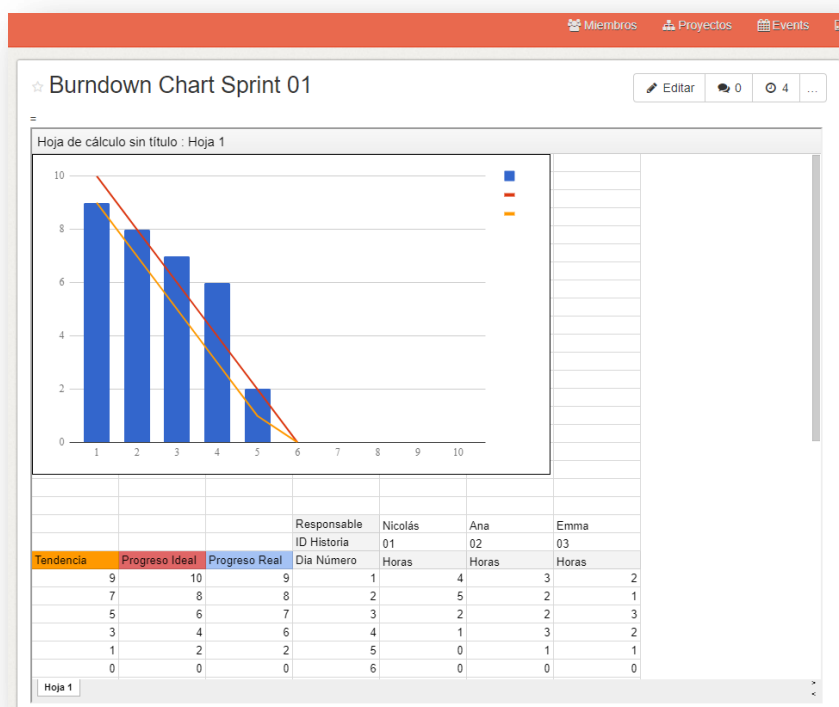 Miembros Proyectos Events
Burndown Chart Sprint 01
Editar 0 4 ...
=
Hoja de cálculo sin título : Hoja 1
10
8
6
4
2
0
1 2 3 4 5 6 7 8 9 10
Responsable Nicolás Ana Emma
ID Historia 01 02 03
Tendencia Progreso Ideal Progreso Real Dia Número Horas Horas Horas
9 10 9 1 4 3 2
7 8 8 2 5 2 1
5 6 7 3 2 2 3
3 4 6 4 1 3 2
1 2 2 5 0 1 1
0 0 0 6 0 0 0
Hoja 1